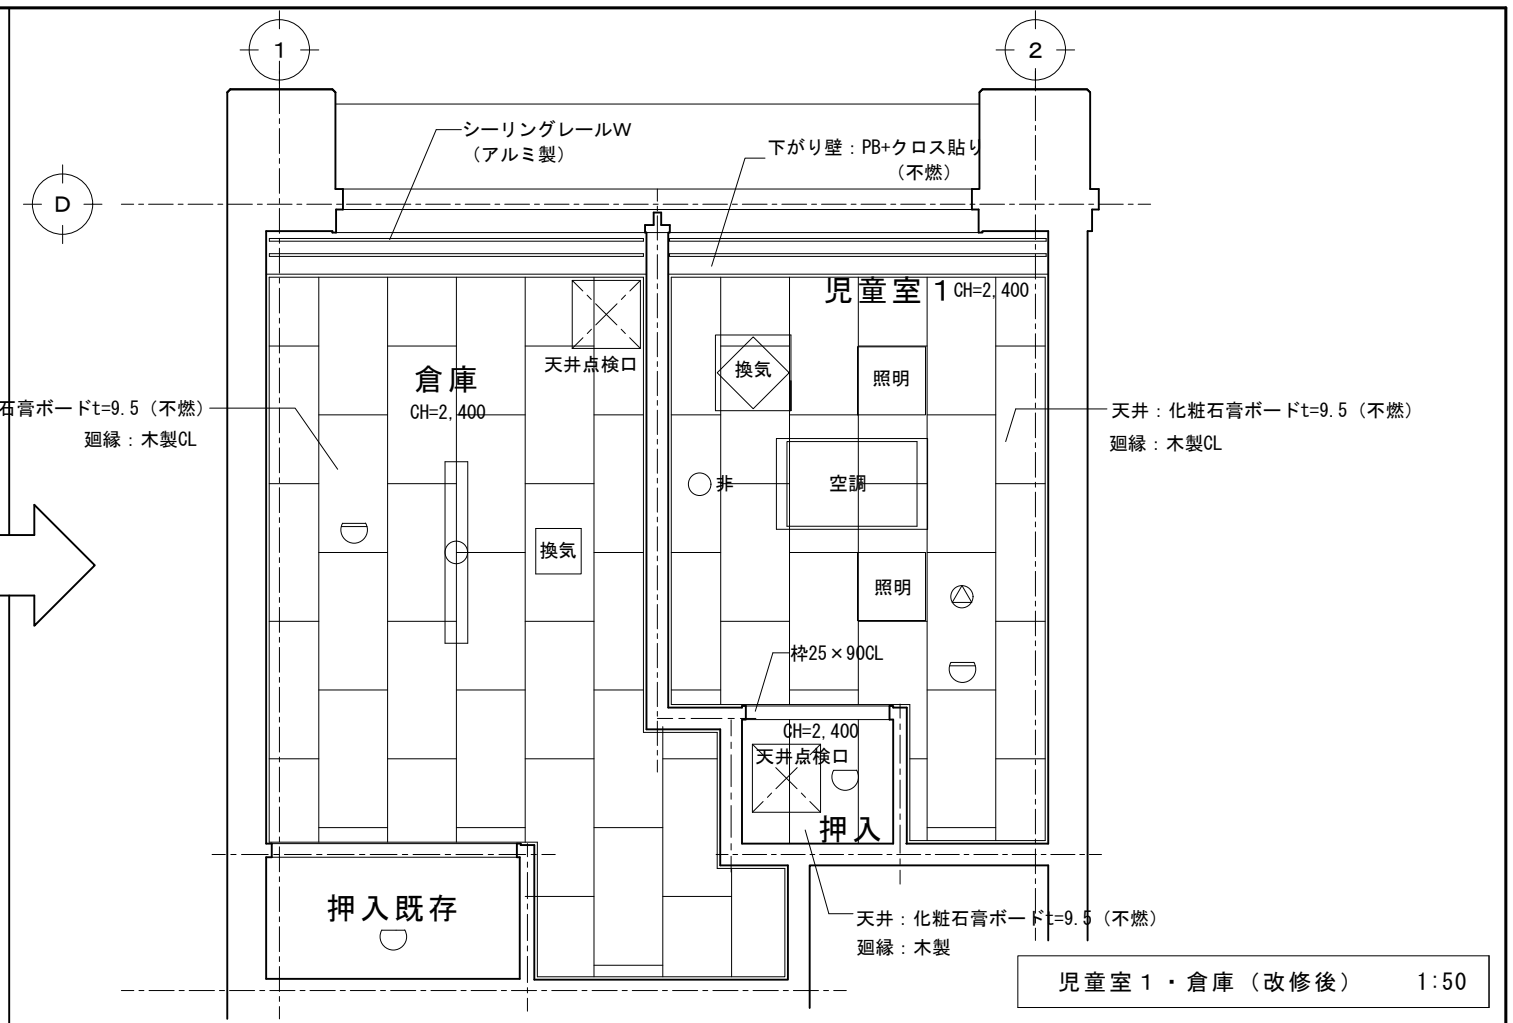 1
2
シーリングレールW
（アルミ製）
下がり壁：PB+クロス貼り
（不燃）
D
児童室1 CH=2,400
天井点検口
倉庫
CH=2,400
換気
照明
石膏ボードt=9.5（不燃）
廻縁：木製CL
天井：化粧石膏ボードt=9.5（不燃）
廻縁：木製CL
非
空調
換気
照明
枠25×90CL
CH=2,400
天井点検口
押入
押入既存
天井：化粧石膏ボードt=9.5（不燃）
廻縁：木製
児童室1・倉庫（改修後） 1:50